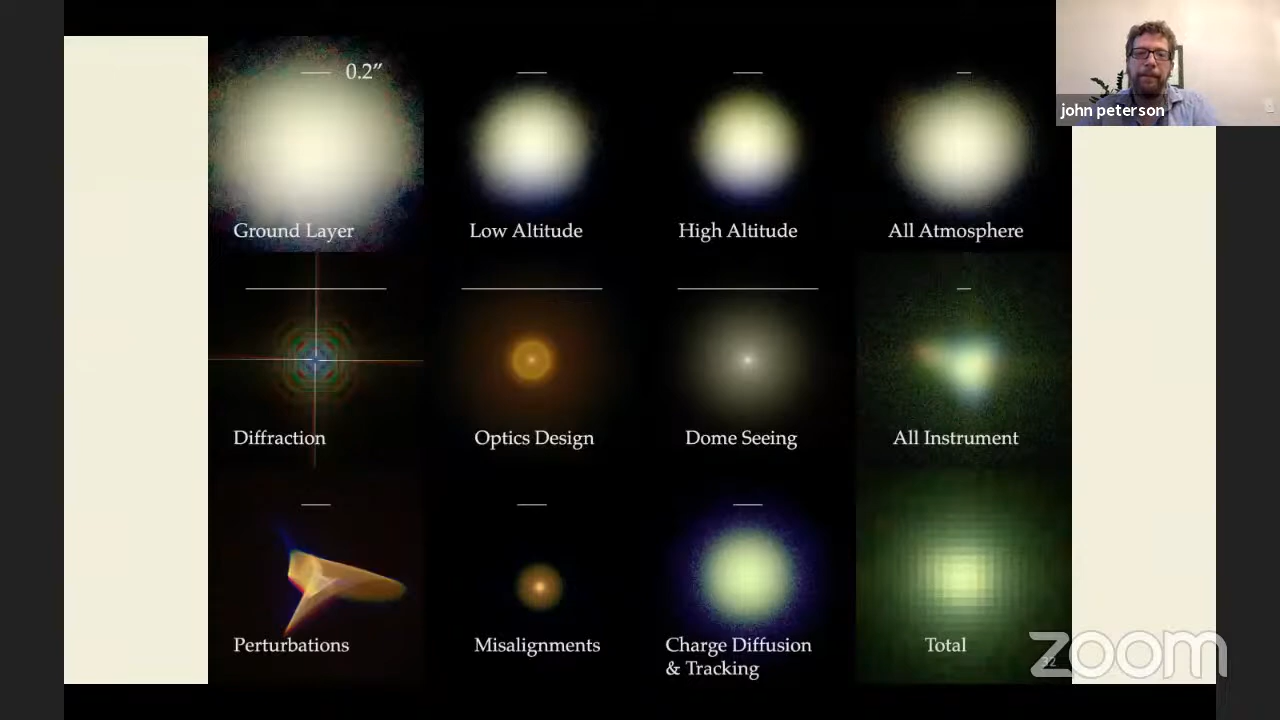 john peterson
0.2”
Ground Layer
Low Altitude
High Altitude
All Atmosphere
Diffraction
Optics Design
Dome Seeing
All Instrument
Perturbations
Misalignments
Charge Diffusion
& Tracking
Total
32
zoom